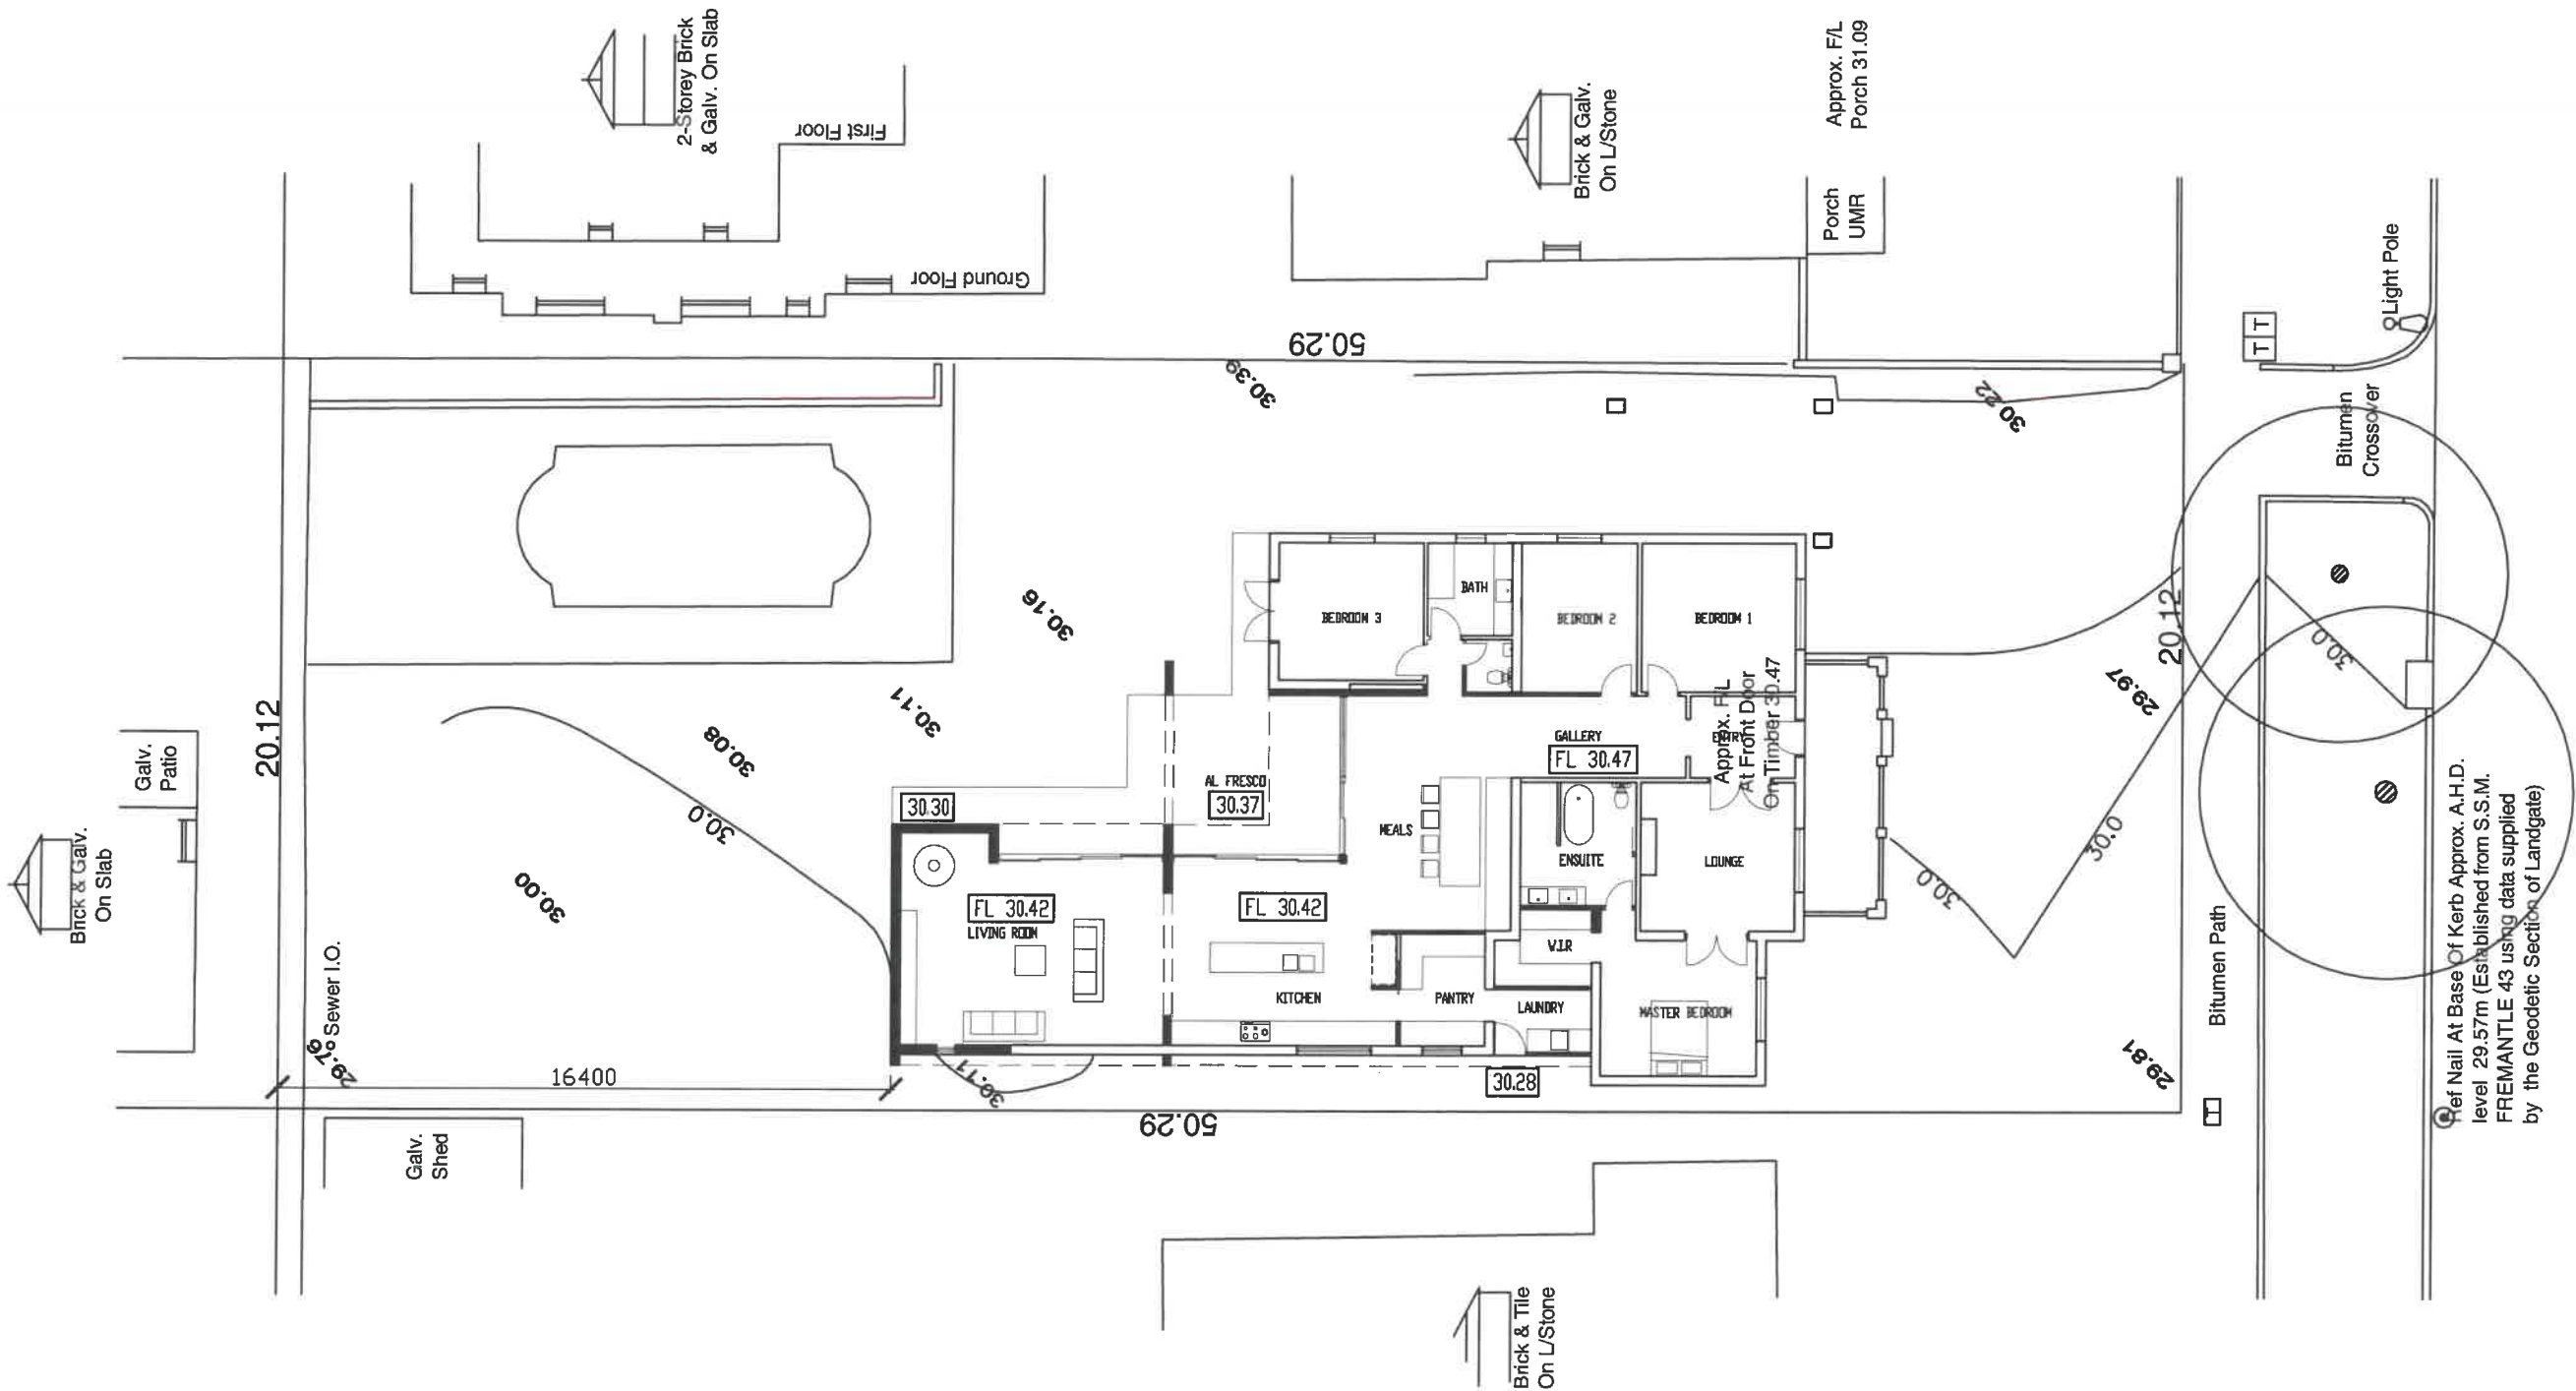 2-Storey Brick
& Galv. On Slab
First Floor
Ground Floor
Brick & Galv.
On L/Stone
Approx. F/L
Porch 31.09
Porch
UMR
Light Pole
T T
Bitumen
Crossover
50.29
30.39
30.22
30.16
30.11
30.08
30.0
30.00
20.12
Galv.
Patio
Brick & Galv.
On Slab
Sewer I.O.
29.76
16400
Galv.
Shed
BEDROOM 3
BATH
BEDROOM 2
BEDROOM 1
GALLERY
FL 30.47
ENTRY
Approx. F/L
At Front Door
On Timber 30.47
AL FRESCO
30.37
30.30
MEALS
ENSUITE
LOUNGE
FL 30.42
LIVING ROOM
FL 30.42
KITCHEN
PANTRY
W.I.R
LAUNDRY
MASTER BEDROOM
30.11
30.28
50.29
20.12
29.97
30.0
30.0
30.0
29.81
Bitumen Path
T
Ref Nail At Base Of Kerb Approx. A.H.D.
level 29.57m (Established from S.S.M.
FREMANTLE 43 using data supplied
by the Geodetic Section of Landgate)
Brick & Tile
On L/Stone